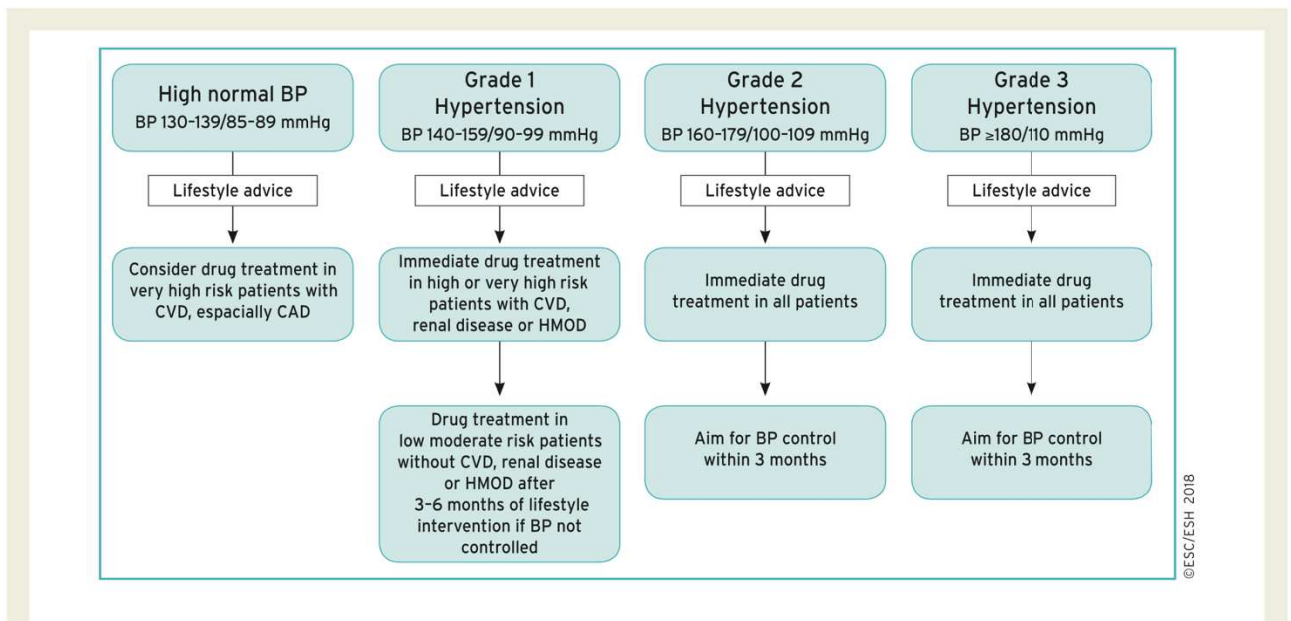 High normal BP
BP 130-139/85-89 mmHg
Lifestyle advice
Consider drug treatment in
very high risk patients with
CVD, espacially CAD
Grade 1
Hypertension
BP 140-159/90-99 mmHg
Lifestyle advice
Immediate drug treatment
in high or very high risk
patients with CVD,
renal disease or HMOD
Drug treatment in
low moderate risk patients
without CVD, renal disease
or HMOD after
3-6 months of lifestyle
intervention if BP not
controlled
Grade 2
Hypertension
BP 160-179/100-109 mmHg
Lifestyle advice
Immediate drug
treatment in all patients
Aim for BP control
within 3 months
Grade 3
Hypertension
BP ≥180/110 mmHg
Lifestyle advice
Immediate drug
treatment in all patients
Aim for BP control
within 3 months
©ESC/ESH 2018